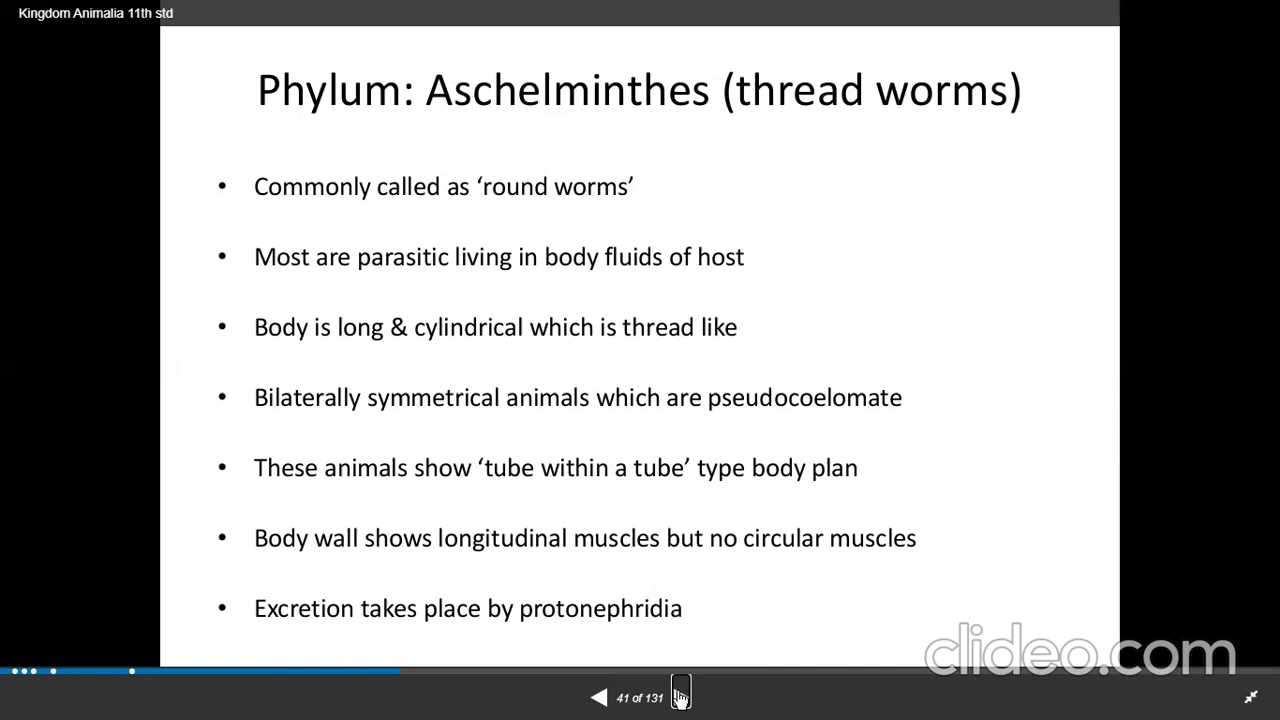 Kingdom Animalia 11th std
Phylum: Aschelminthes (thread worms)
• Commonly called as ‘round worms’
• Most are parasitic living in body fluids of host
• Body is long & cylindrical which is thread like
• Bilaterally symmetrical animals which are pseudocoelomate
• These animals show ‘tube within a tube’ type body plan
• Body wall shows longitudinal muscles but no circular muscles
• Excretion takes place by protonephridia
clideo.com
41 of 131